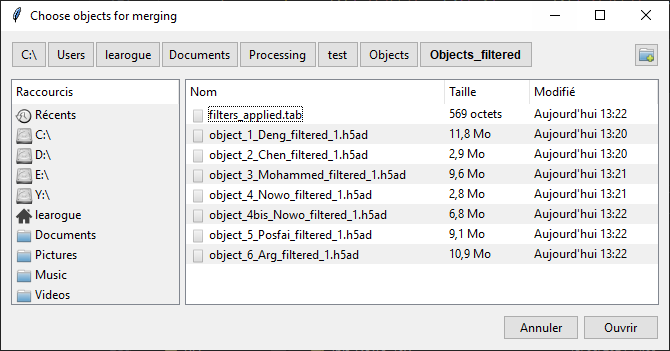 Choose objects for merging
C:\ Users learogue Documents Processing test Objects Objects_filtered
Raccourcis
Récents
C:\
D:\
E:\
Y:\
learogue
Documents
Pictures
Music
Videos
Nom Taille Modifié
filters_applied.tab 569 octets Aujourd'hui 13:22
object_1_Deng_filtered_1.h5ad 11,8 Mo Aujourd'hui 13:20
object_2_Chen_filtered_1.h5ad 2,9 Mo Aujourd'hui 13:20
object_3_Mohammed_filtered_1.h5ad 9,6 Mo Aujourd'hui 13:21
object_4_Nowo_filtered_1.h5ad 2,8 Mo Aujourd'hui 13:21
object_4bis_Nowo_filtered_1.h5ad 6,8 Mo Aujourd'hui 13:22
object_5_Posfai_filtered_1.h5ad 9,1 Mo Aujourd'hui 13:22
object_6_Arg_filtered_1.h5ad 10,9 Mo Aujourd'hui 13:22
Annuler Ouvrir